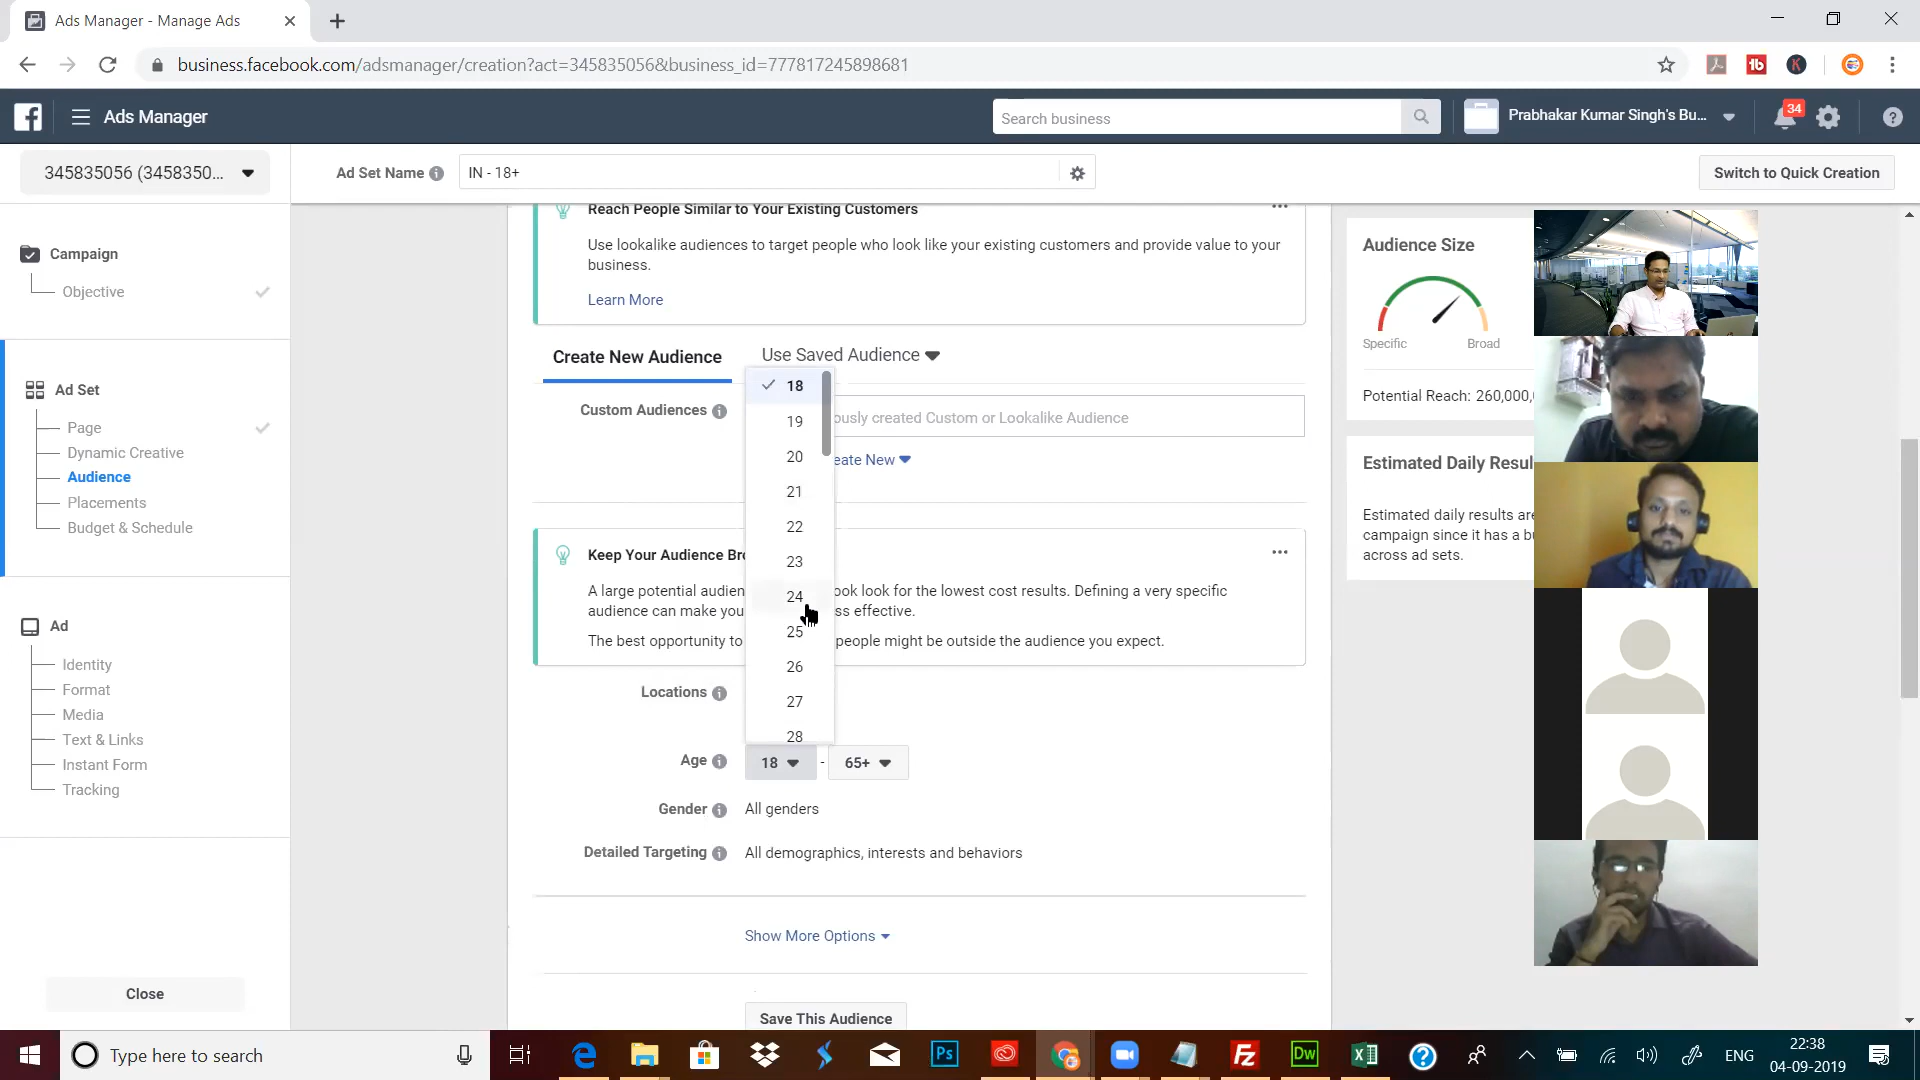 Ads Manager - Manage Ads
business.facebook.com/adsmanager/creation?act=345835056&business_id=777817245898681
Ads Manager
Search business
Prabhakar Kumar Singh's Bu...
34
345835056 (3458350...
Ad Set Name
IN - 18+
Switch to Quick Creation
Campaign
Objective
Ad Set
Page
Dynamic Creative
Audience
Placements
Budget & Schedule
Ad
Identity
Format
Media
Text & Links
Instant Form
Tracking
Close
Reach People Similar to Your Existing Customers
Use lookalike audiences to target people who look like your existing customers and provide value to your
business.
Learn More
Create New Audience
Use Saved Audience
Custom Audiences
ously created Custom or Lookalike Audience
eate New
18
19
20
21
22
23
24
25
26
27
28
Keep Your Audience Bro
A large potential audien
ook look for the lowest cost results. Defining a very specific
audience can make you
ss effective.
The best opportunity to
people might be outside the audience you expect.
Locations
Age
18
-
65+
Gender
All genders
Detailed Targeting
All demographics, interests and behaviors
Show More Options
Save This Audience
Audience Size
Specific
Broad
Potential Reach: 260,000,
Estimated Daily Resul
Estimated daily results are
campaign since it has a bu
across ad sets.
Type here to search
Ps
Fz
Dw
ENG
22:38
04-09-2019